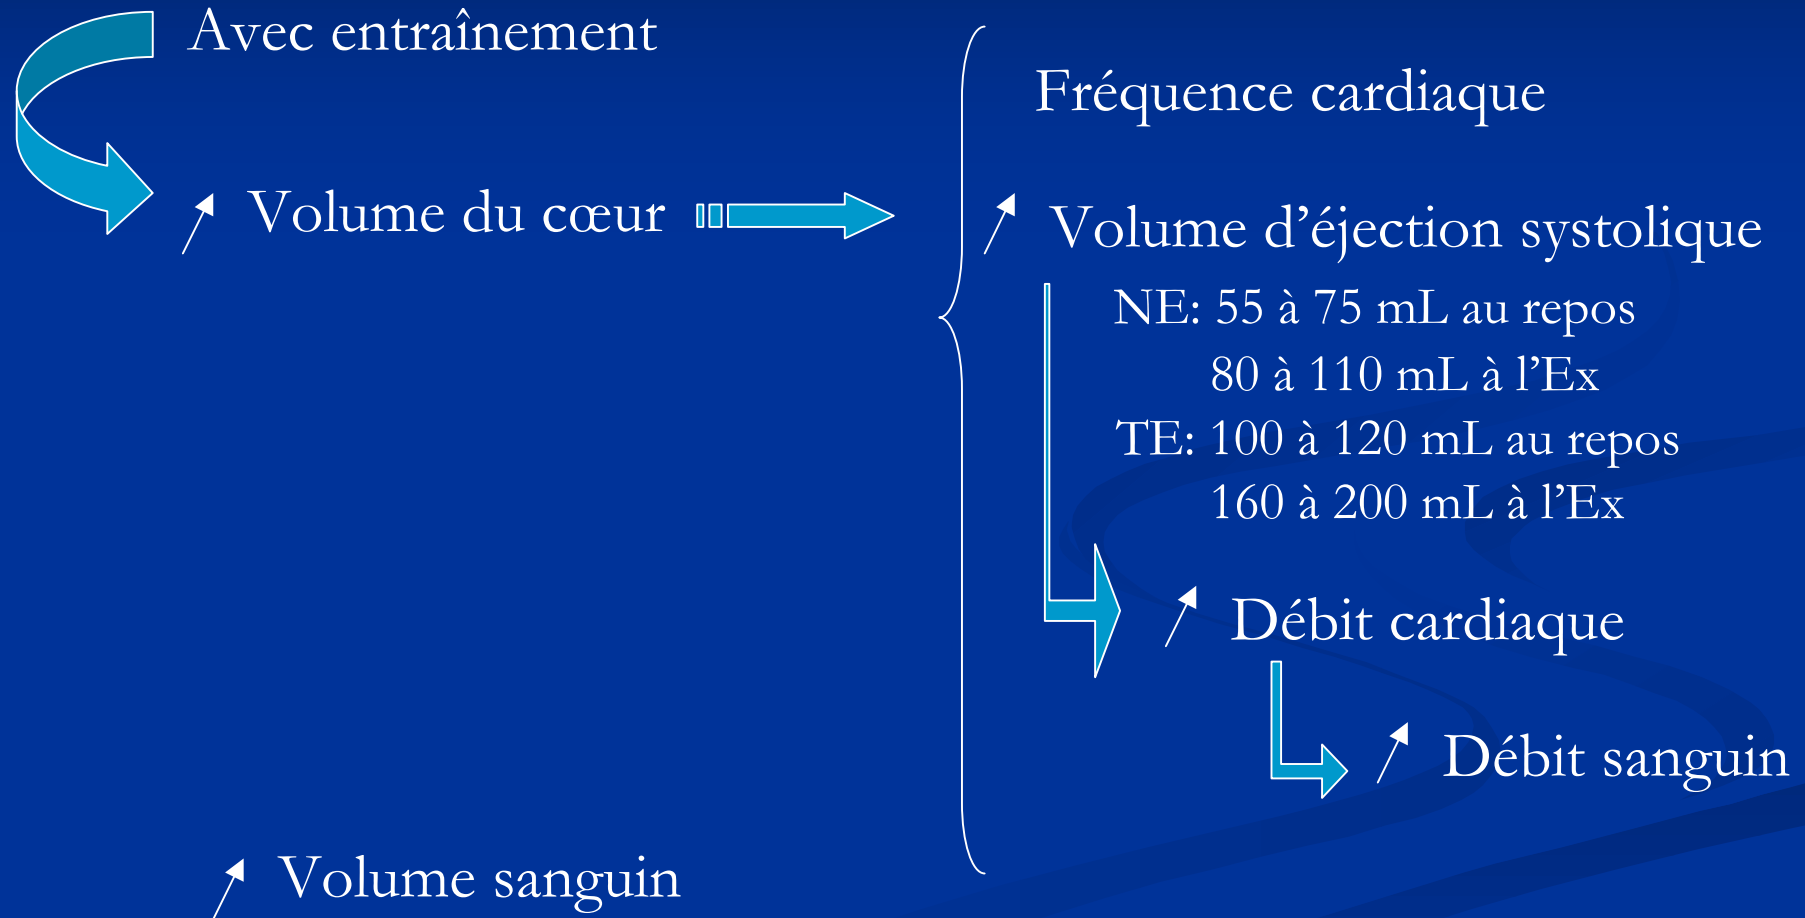 Avec entraînement
Volume du cœur
Fréquence cardiaque
Volume d’éjection systolique
NE: 55 à 75 mL au repos
80 à 110 mL à l’Ex
TE: 100 à 120 mL au repos
160 à 200 mL à l’Ex
Débit cardiaque
Débit sanguin
Volume sanguin